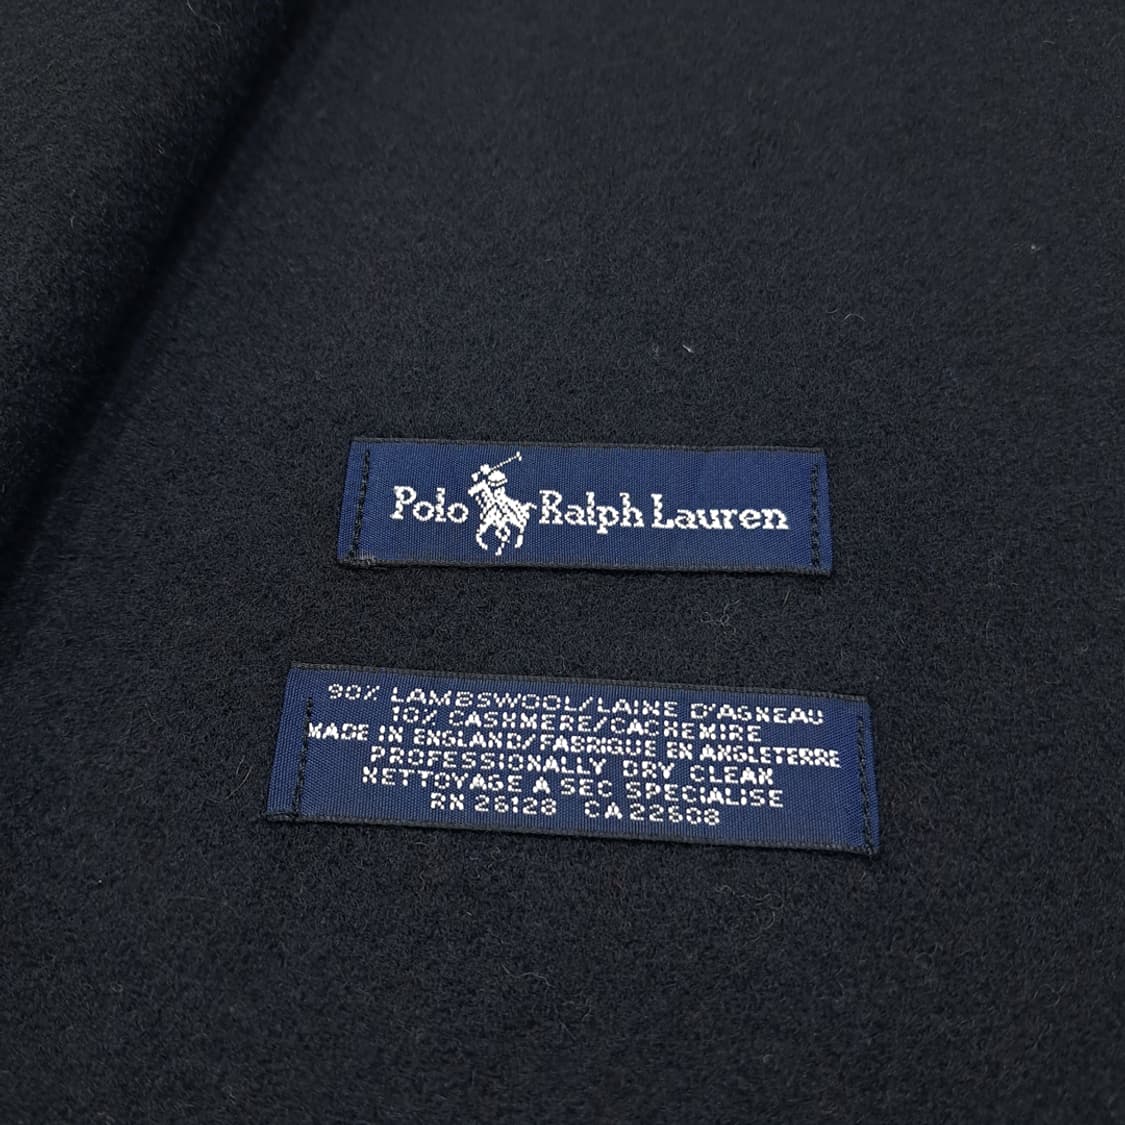 Polo Ralph Lauren
90% LAMBSWOOL/LAINE D'AGNEAU
10% CASHMERE/CACHEMIRE
MADE IN ENGLAND/FABRIQUE EN ANGLETERRE
PROFESSIONALLY DRY CLEAN
NETTOYAGE A SEC SPECIALISE
RN 26128 CA 22608